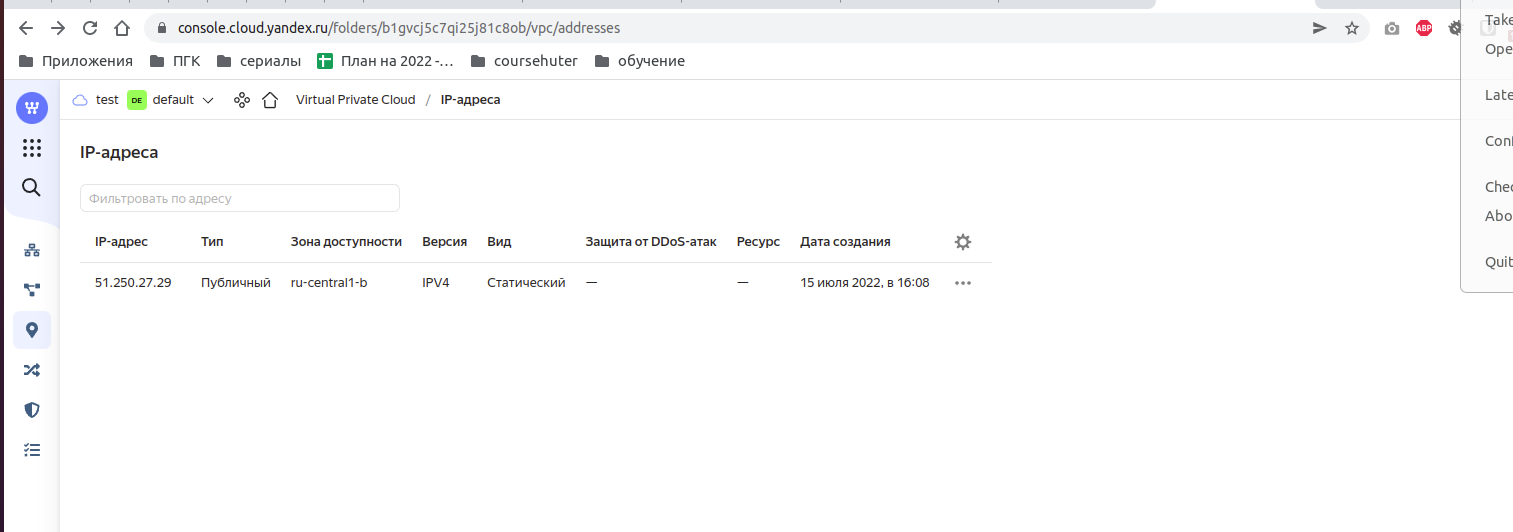 console.cloud.yandex.ru/folders/b1gvcj5c7qi25j81c8ob/vpc/addresses
ABP
Приложения ПГК сериалы План на 2022 -… coursehuter обучение
test DE default Virtual Private Cloud / IP-адреса
IP-адреса
Фильтровать по адресу
IP-адрес Тип Зона доступности Версия Вид Защита от DDoS-атак Ресурс Дата создания
51.250.27.29 Публичный ru-central1-b IPV4 Статический — — 15 июля 2022, в 16:08
Take
Ope
Late
Conf
Chec
Abo
Quit